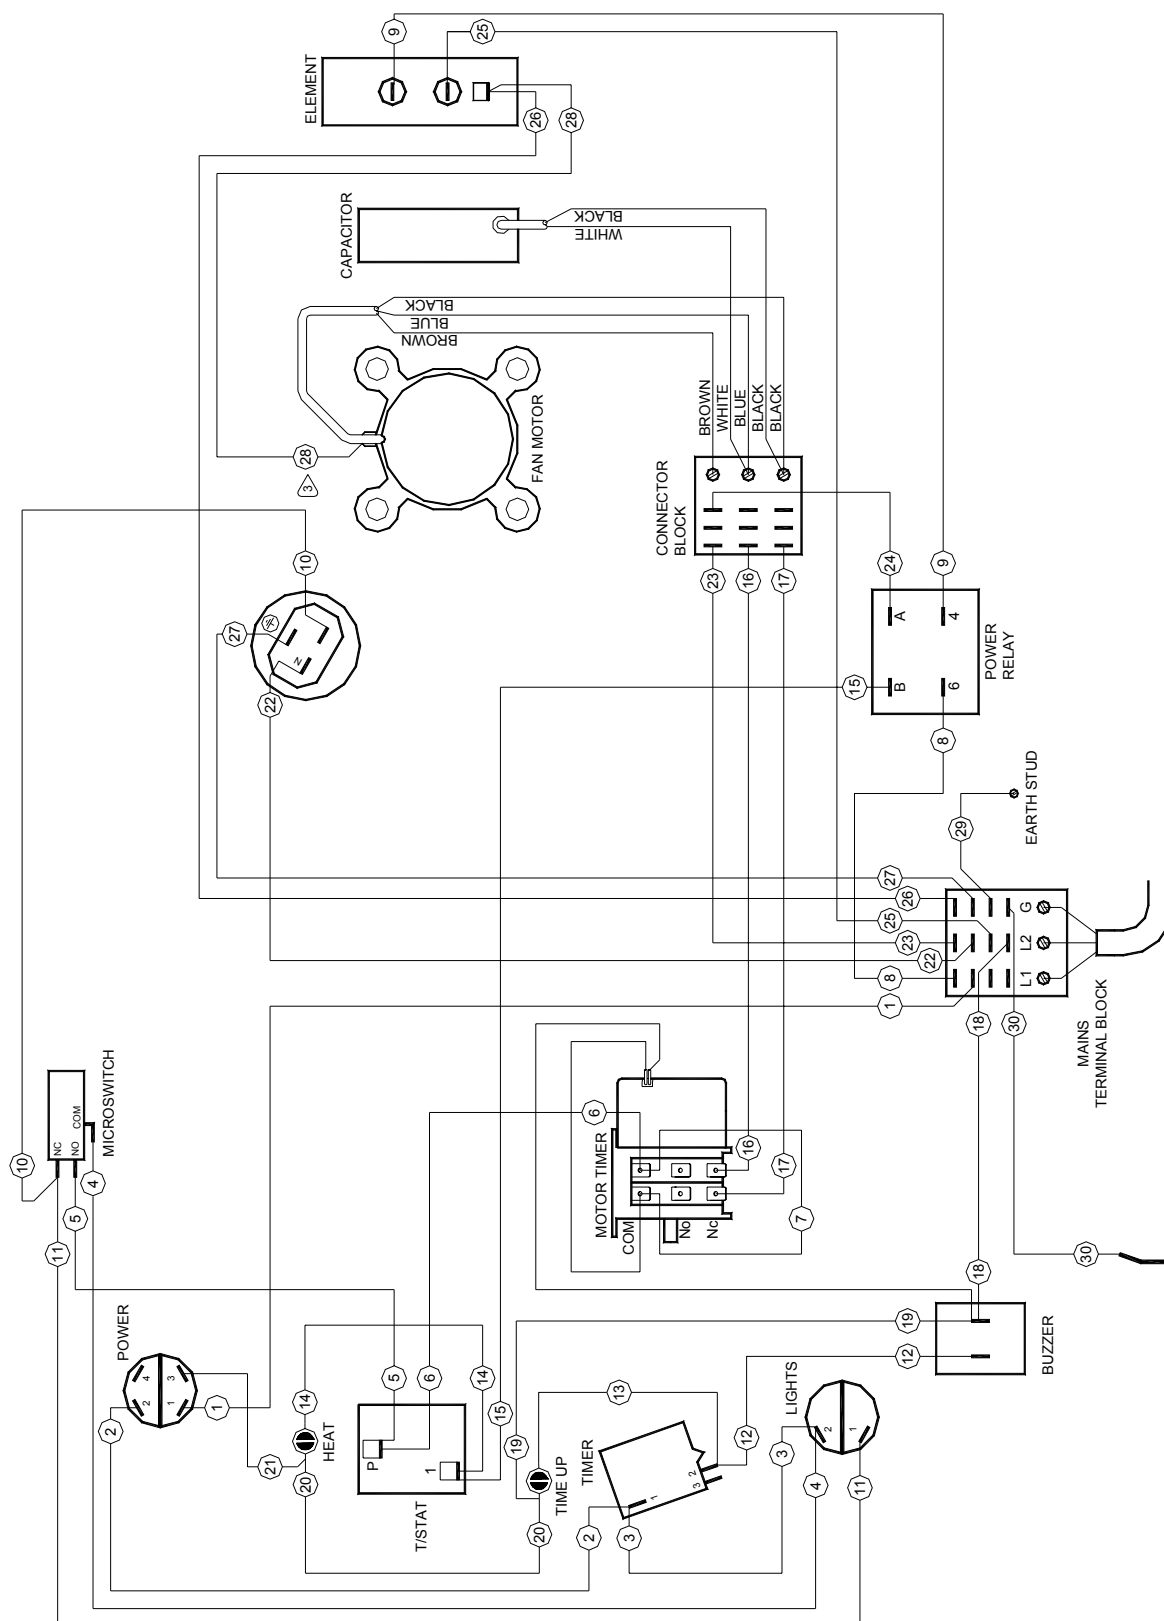 10
11
NC
5
NO
COM
4
MICROSWITCH
2
POWER
2
4
1
3
1
27
21
22
N
20
14
10
3
28
ELEMENT
HEAT
CAPACITOR
P
5
9
T/STAT
BROWN
BLUE
BLACK
6
1
14
25
15
19
FAN MOTOR
20
26
TIME UP
28
2
TIMER
6
MOTOR TIMER
WHITE
BLACK
13
3
1
COM
CONNECTOR
BLOCK
No
3
2
BROWN
Nc
23
WHITE
BLUE
12
16
16
BLACK
3
17
17
BLACK
LIGHTS
7
4
2
15
11
1
1
8
24
27
B
A
12
19
23
26
25
22
8
9
6
4
29
18
18
POWER
RELAY
30
L1
L2
G
EARTH STUD
BUZZER
MAINS
TERMINAL BLOCK
30